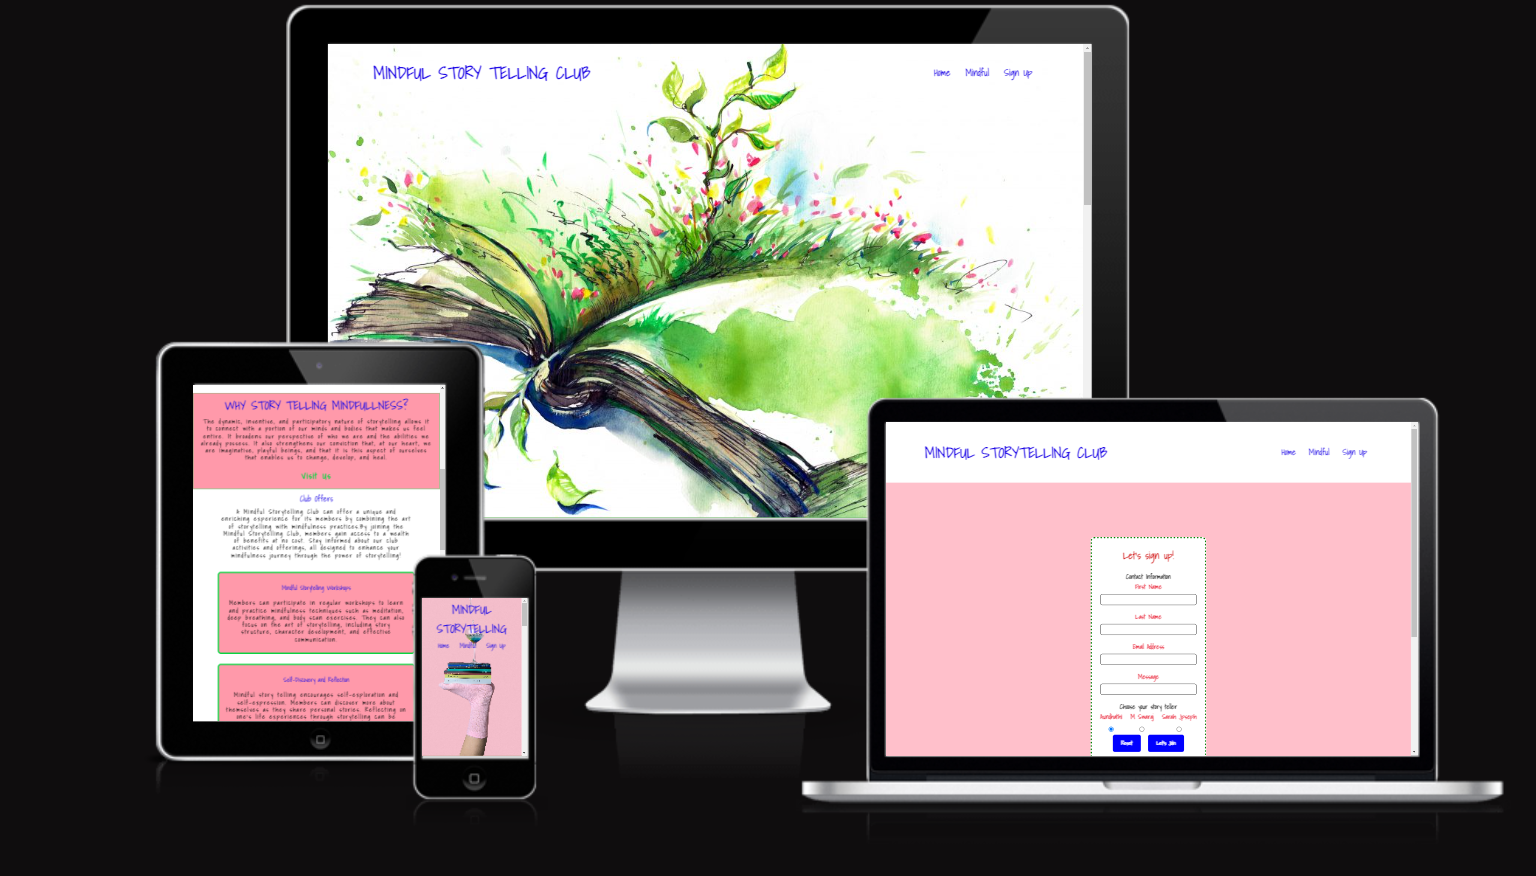 MINDFUL STORY TELLING CLUB
Home Mindful Sign Up
WHY STORY TELLING MINDFULLNESS?
The dynamic, inventive, and participatory nature of storytelling allows it
to connect with a portion of our minds and bodies that makes us feel
entire. It broadens our perspective of who we are and the abilities we
already possess. It also strengthens our conviction that, at our heart, we
are imaginative, playful beings, and that it is this aspect of ourselves
that enables us to change, develop, and heal.
Visit Us
Club Offers
A Mindful Storytelling Club can offer a unique and
enriching experience for its members by combining the art
of storytelling with mindfulness practices.By joining the
Mindful Storytelling Club, members gain access to a wealth
of benefits at no cost. Stay informed about our club
activities and offerings, all designed to enhance your
mindfulness journey through the power of storytelling!
Mindful Storytelling Workshops
Members can participate in regular workshops to learn
and practice mindfulness techniques such as meditation,
deep breathing, and body scan exercises. They can also
focus on the art of storytelling, including story
structure, character development, and effective
communication.
Self-Discovery and Reflection
Mindful story telling encourages self-exploration and
self-expression. Members can discover more about
themselves as they share personal stories. Reflecting on
one's life experiences through storytelling can be
MINDFUL
STORYTELLING
Home Mindful Sign Up
MINDFUL STORYTELLING CLUB
Home Mindful Sign Up
Let's sign up!
Contact Information
First Name
Last Name
Email Address
Message
Choose your story teller
Arundhathi M. Smang Sarah Jpseph
Reset Let's Join